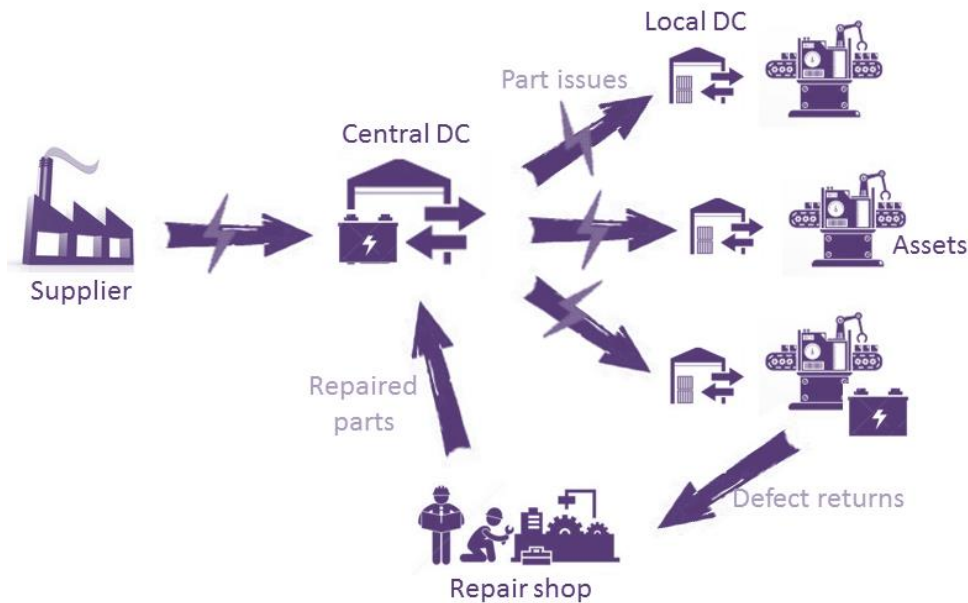 Local DC
Part issues
Central DC
Supplier
Assets
Repaired
parts
Defect returns
Repair shop